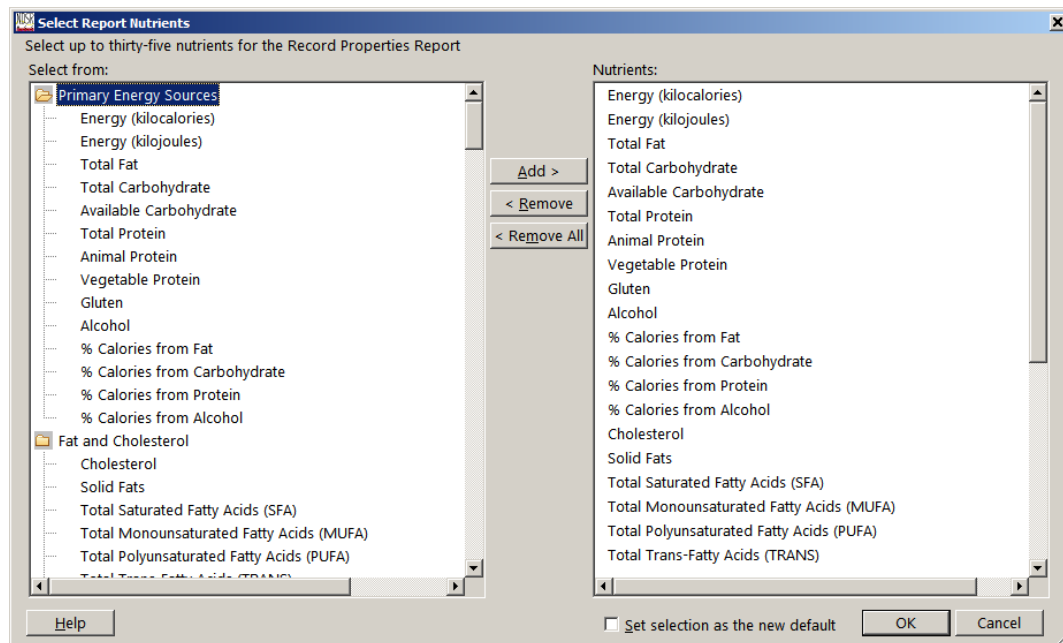 Select Report Nutrients
Select up to thirty-five nutrients for the Record Properties Report
Select from:
Primary Energy Sources
Energy (kilocalories)
Energy (kilojoules)
Total Fat
Total Carbohydrate
Available Carbohydrate
Total Protein
Animal Protein
Vegetable Protein
Gluten
Alcohol
% Calories from Fat
% Calories from Carbohydrate
% Calories from Protein
% Calories from Alcohol
Fat and Cholesterol
Cholesterol
Solid Fats
Total Saturated Fatty Acids (SFA)
Total Monounsaturated Fatty Acids (MUFA)
Total Polyunsaturated Fatty Acids (PUFA)
Total Trans-Fatty Acids (TRANS)
Add >
< Remove
< Remove All
Nutrients:
Energy (kilocalories)
Energy (kilojoules)
Total Fat
Total Carbohydrate
Available Carbohydrate
Total Protein
Animal Protein
Vegetable Protein
Gluten
Alcohol
% Calories from Fat
% Calories from Carbohydrate
% Calories from Protein
% Calories from Alcohol
Cholesterol
Solid Fats
Total Saturated Fatty Acids (SFA)
Total Monounsaturated Fatty Acids (MUFA)
Total Polyunsaturated Fatty Acids (PUFA)
Total Trans-Fatty Acids (TRANS)
Help
Set selection as the new default
OK
Cancel